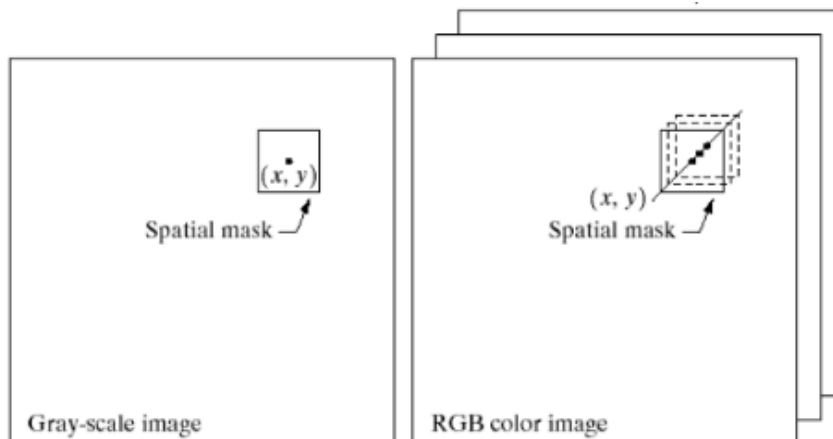 (x, y)
Spatial mask
Gray-scale image
(x, y)
Spatial mask
RGB color image